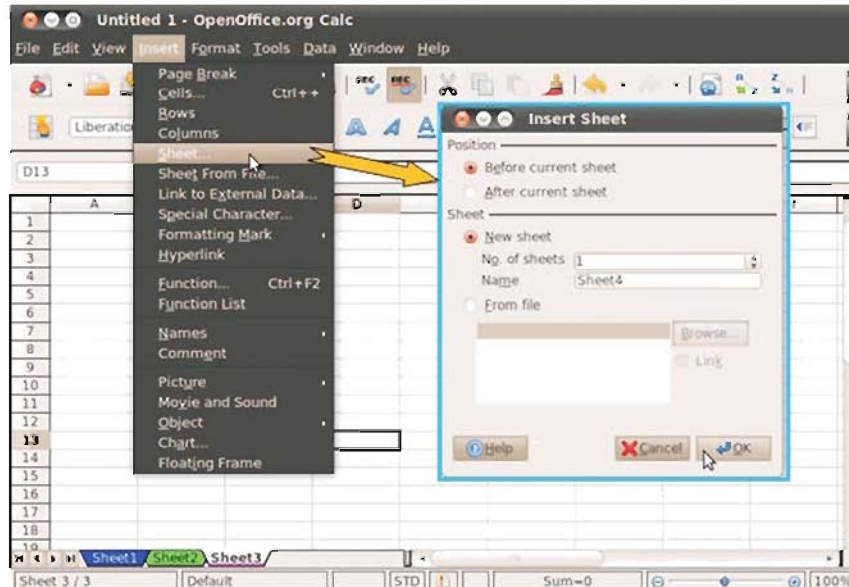 Untitled 1 - OpenOffice.org Calc
File Edit View Insert Format Tools Data Window Help
Page Break
Cells... Ctrl++
Rows
Columns
Sheet...
Sheet From File...
Link to External Data...
Special Character...
Formatting Mark
Hyperlink
Function... Ctrl+F2
Function List
Names
Comment
Picture
Movie and Sound
Object
Chart...
Floating Frame
Liberatio
D13
A D
1
2
3
4
5
6
7
8
9
10
11
12
13
14
15
16
17
18
19
Insert Sheet
Position
Before current sheet
After current sheet
Sheet
New sheet
No. of sheets 1
Name Sheet4
From file
Browse...
Link
Help Cancel OK
Sheet1 Sheet2 Sheet3
Sheet 3 / 3 Default STD Sum=0 100%